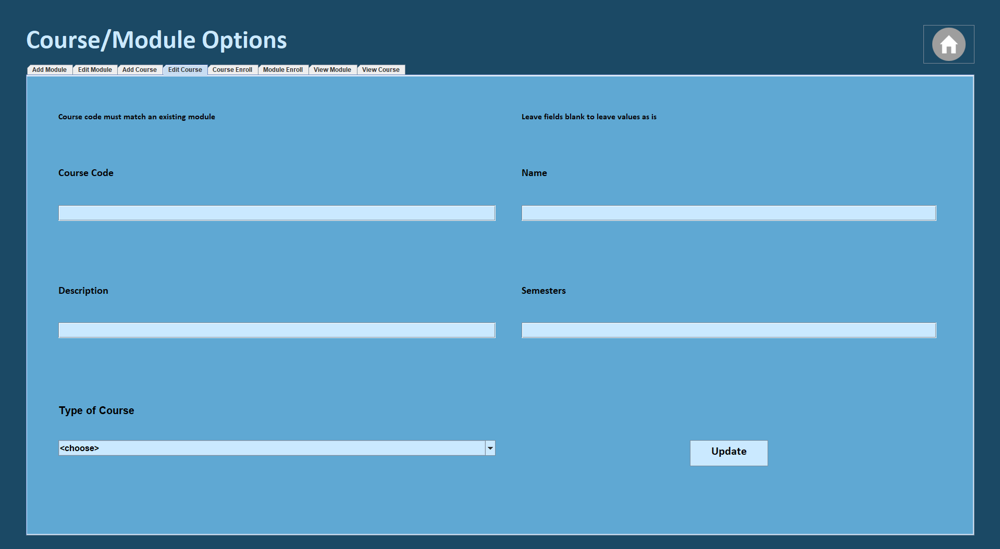 Course/Module Options
Add Module Edit Module Add Course Edit Course Course Enroll Module Enroll View Module View Course
Course code must match an existing module
Leave fields blank to leave values as is
Course Code
Name
Description
Semesters
Type of Course
<choose>
Update